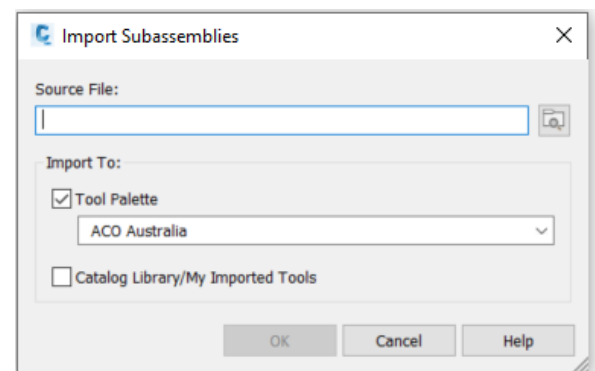 Import Subassemblies
Source File:
Import To:
Tool Palette
ACO Australia
Catalog Library/My Imported Tools
OK Cancel Help